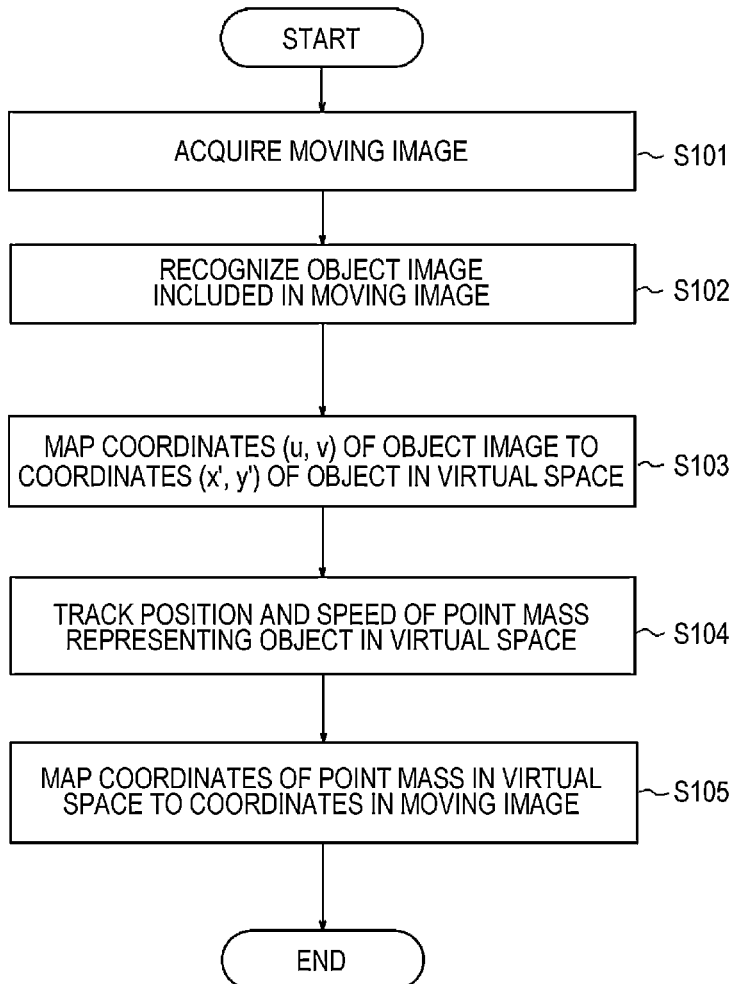 START
ACQUIRE MOVING IMAGE
~ S101
RECOGNIZE OBJECT IMAGE
INCLUDED IN MOVING IMAGE
~ S102
MAP COORDINATES (u, v) OF OBJECT IMAGE TO
COORDINATES (x', y') OF OBJECT IN VIRTUAL SPACE
~ S103
TRACK POSITION AND SPEED OF POINT MASS
REPRESENTING OBJECT IN VIRTUAL SPACE
~ S104
MAP COORDINATES OF POINT MASS IN VIRTUAL
SPACE TO COORDINATES IN MOVING IMAGE
~ S105
END